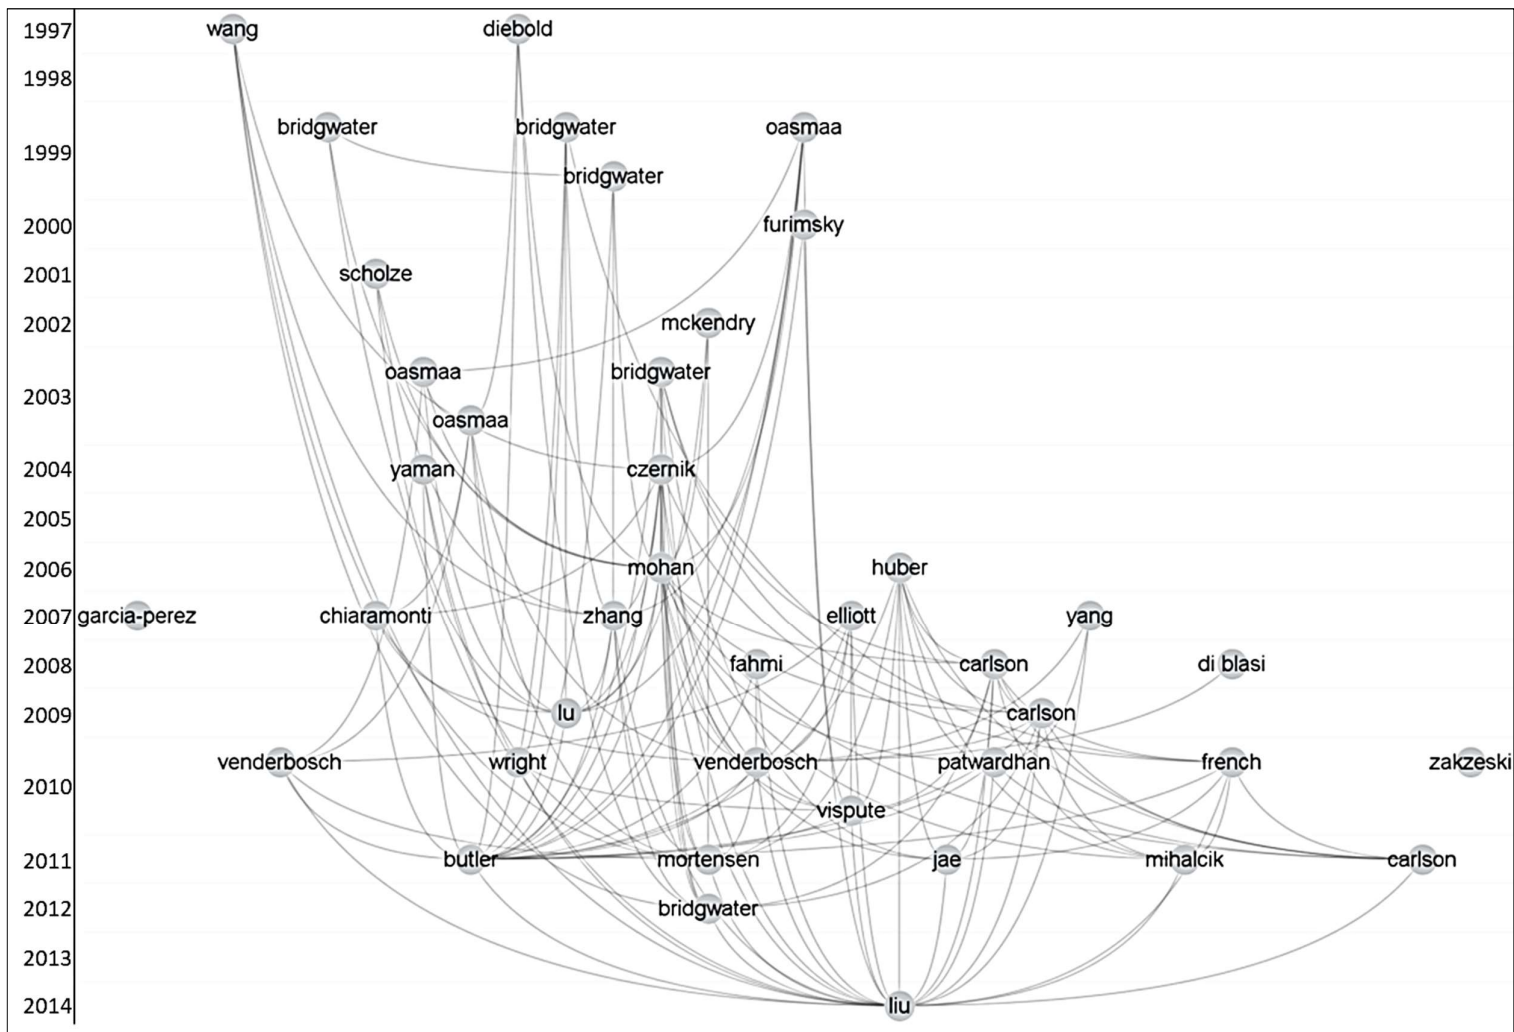 1997 wang diebold
1998
bridgwater bridgwater oasmaa
1999
bridgwater
2000 furimsky
2001 scholze
2002 mckendry
oasmaa bridgwater
2003
oasmaa
2004 yaman czernik
2005
2006 mohan huber
2007 garcia-perez chiaramonti zhang elliott yang
2008 fahmi carlson di blasi
2009 lu carlson
venderbosch wright venderbosch patwardhan french zakzeski
2010
vispute
2011 butler mortensen jae mihalcik carlson
2012 bridgwater
2013
2014 liu